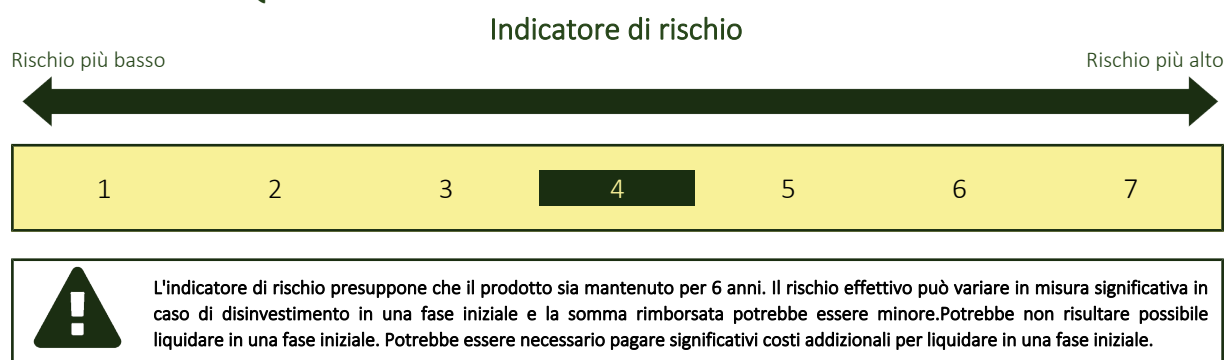 Indicatore di rischio
Rischio più basso
Rischio più alto
1 2 3 4 5 6 7
L'indicatore di rischio presuppone che il prodotto sia mantenuto per 6 anni. Il rischio effettivo può variare in misura significativa in
caso di disinvestimento in una fase iniziale e la somma rimborsata potrebbe essere minore.Potrebbe non risultare possibile
liquidare in una fase iniziale. Potrebbe essere necessario pagare significativi costi addizionali per liquidare in una fase iniziale.